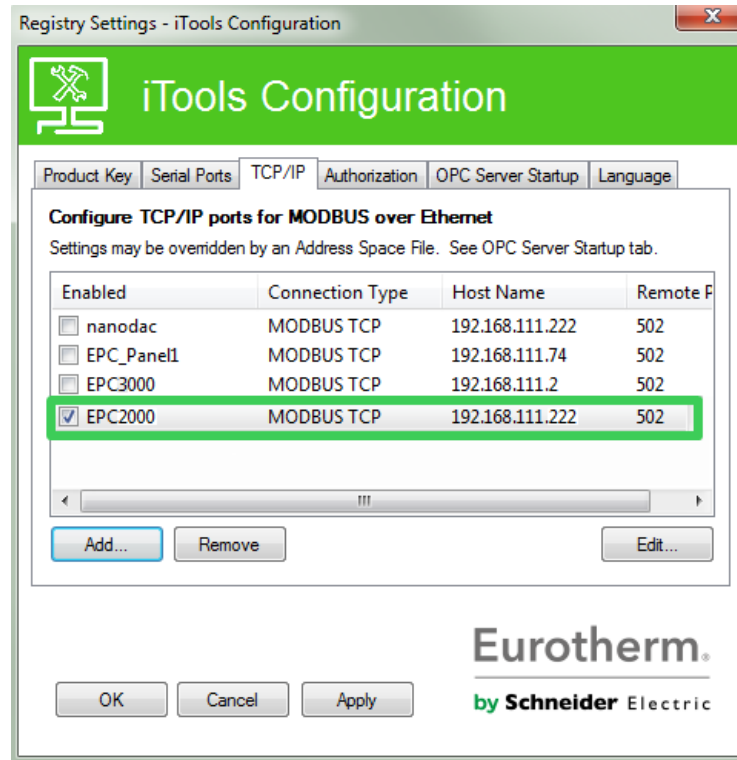 Registry Settings - iTools Configuration
iTools Configuration
Product Key Serial Ports TCP/IP Authorization OPC Server Startup Language
Configure TCP/IP ports for MODBUS over Ethernet
Settings may be overridden by an Address Space File. See OPC Server Startup tab.
Enabled Connection Type Host Name Remote P
nanodac MODBUS TCP 192.168.111.222 502
EPC_Panel1 MODBUS TCP 192.168.111.74 502
EPC3000 MODBUS TCP 192.168.111.2 502
EPC2000 MODBUS TCP 192.168.111.222 502
Add... Remove Edit...
Eurotherm.
OK Cancel Apply by Schneider Electric